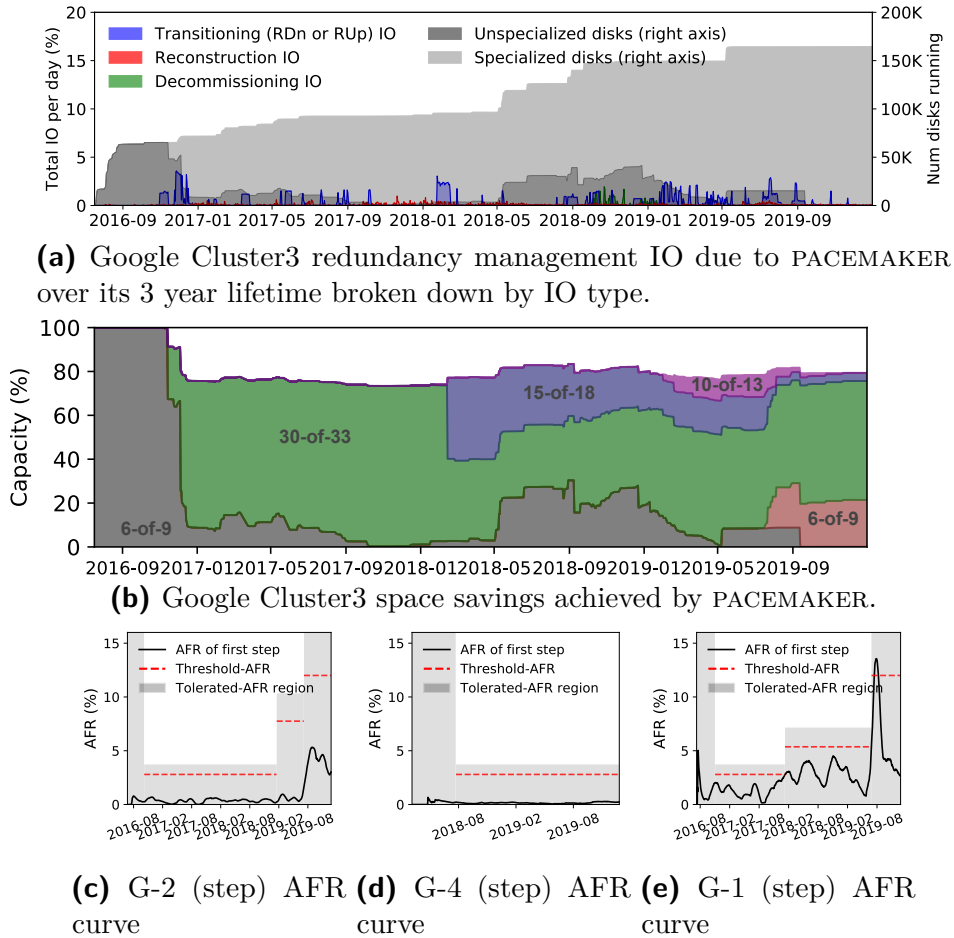 Total IO per day (%)
20
15
10
5
0
Transitioning (RDn or RUp) IO
Reconstruction IO
Decommissioning IO
Unspecialized disks (right axis)
Specialized disks (right axis)
200K
150K
100K
50K
0
Num disks running
2016-09 2017-01 2017-05 2017-09 2018-01 2018-05 2018-09 2019-01 2019-05 2019-09
(a) Google Cluster3 redundancy management IO due to PACEMAKER
over its 3 year lifetime broken down by IO type.
Capacity (%)
100
80
60
40
20
0
6-of-9
30-of-33
15-of-18
10-of-13
6-of-9
2016-09 2017-01 2017-05 2017-09 2018-01 2018-05 2018-09 2019-01 2019-05 2019-09
(b) Google Cluster3 space savings achieved by PACEMAKER.
AFR (%)
15
10
5
0
AFR of first step
Threshold-AFR
Tolerated-AFR region
2016-08 2017-02 2017-08 2018-02 2018-08 2019-02 2019-08
AFR (%)
15
10
5
0
AFR of first step
Threshold-AFR
Tolerated-AFR region
2018-08 2019-02 2019-08
AFR (%)
15
10
5
0
AFR of first step
Threshold-AFR
Tolerated-AFR region
2016-08 2017-02 2017-08 2018-02 2018-08 2019-02 2019-08
(c) G-2 (step) AFR
curve
(d) G-4 (step) AFR
curve
(e) G-1 (step) AFR
curve